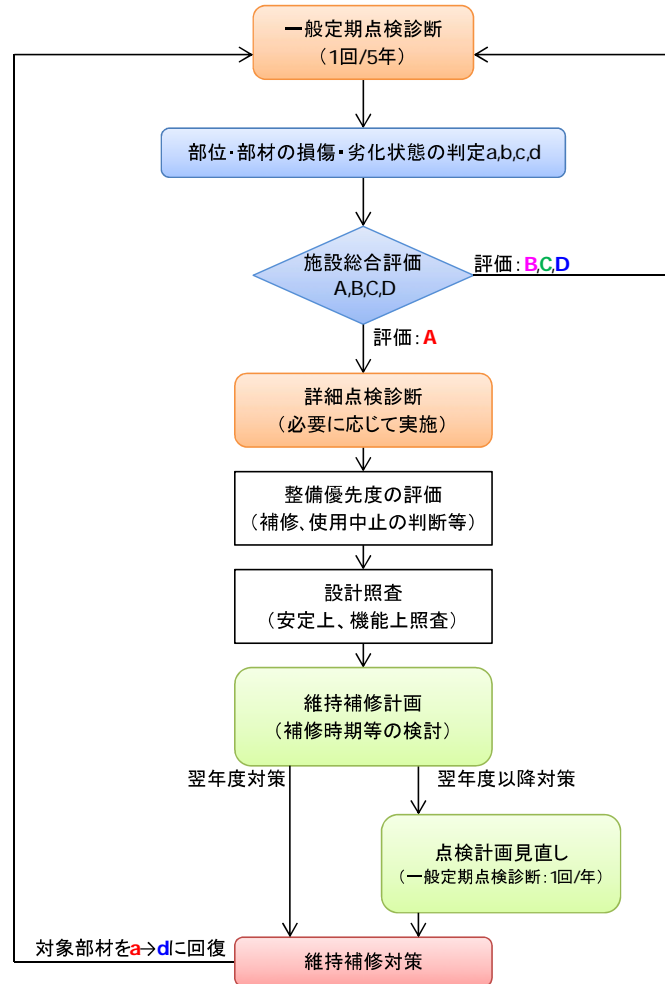 一般定期点検診断
（1回/5年）
部位・部材の損傷・劣化状態の判定a,b,c,d
施設総合評価
A,B,C,D
評価：B,C,D
評価：A
詳細点検診断
（必要に応じて実施）
整備優先度の評価
（補修、使用中止の判断等）
設計照査
（安定上、機能上照査）
維持補修計画
（補修時期等の検討）
翌年度対策
翌年度以降対策
点検計画見直し
（一般定期点検診断：1回/年）
対象部材をa→dに回復
維持補修対策